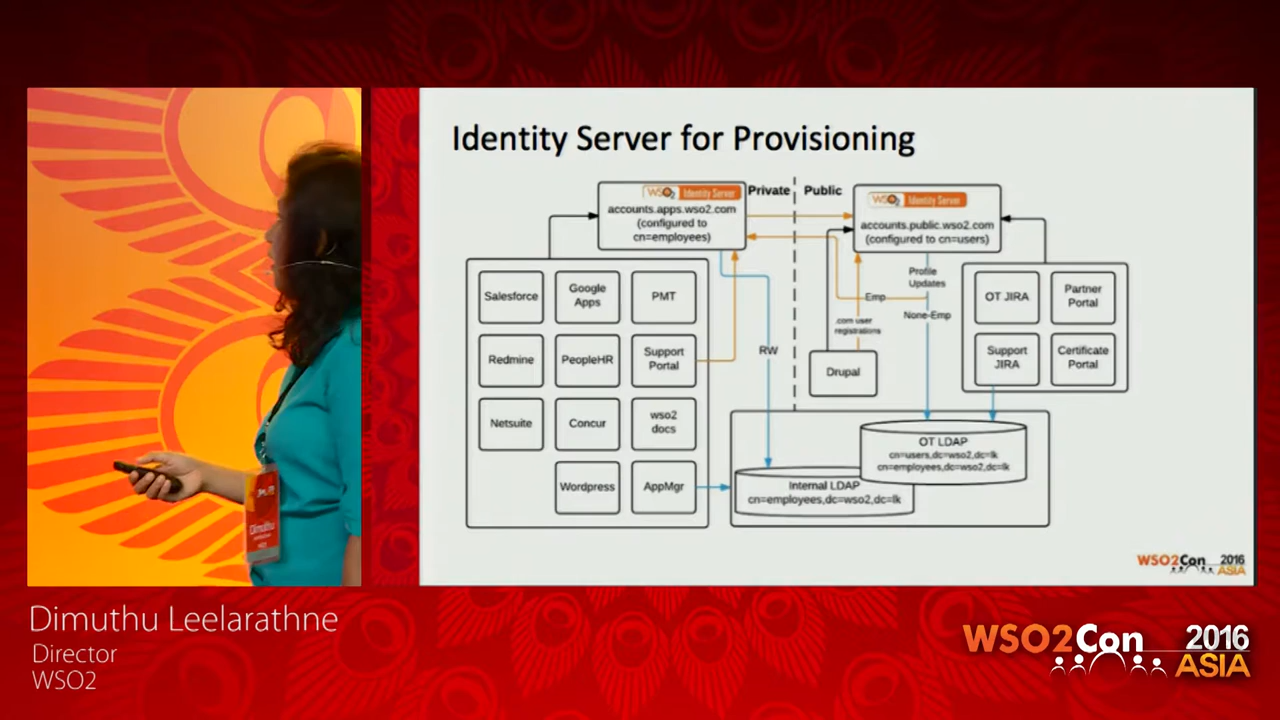 Identity Server for Provisioning
WSO2 Identity Server
accounts.apps.wso2.com
(configured to
cn=employees)
Private
Public
WSO2 Identity Server
accounts.public.wso2.com
(configured to cn=users)
Salesforce
Google
Apps
PMT
Redmine
PeopleHR
Support
Portal
Netsuite
Concur
wso2
docs
Wordpress
AppMgr
RW
Emp
.com user
registrations
Drupal
Profile
Updates
None-Emp
OT JIRA
Partner
Portal
Support
JIRA
Certificate
Portal
OT LDAP
cn=users,dc=wso2,dc=lk
cn=employees,dc=wso2,dc=lk
Internal LDAP
cn=employees,dc=wso2,dc=lk
WSO2Con 2016
ASIA
Dimuthu
Dimuthu Leelarathne
Director
WSO2
WSO2Con 2016
ASIA